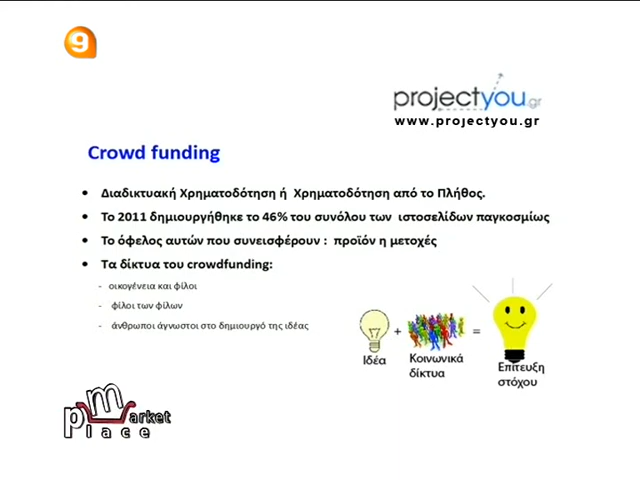 9
projectyou.gr
www.projectyou.gr
Crowd funding
• Διαδικτυακή Χρηματοδότηση ή Χρηματοδότηση από το Πλήθος.
• Το 2011 δημιουργήθηκε το 46% του συνόλου των ιστοσελίδων παγκοσμίως
• Το όφελος αυτών που συνεισφέρουν : προϊόν η μετοχές
• Τα δίκτυα του crowdfunding:
- οικογένεια και φίλοι
- φίλοι των φίλων
- άνθρωποι άγνωστοι στο δημιουργό της ιδέας
+ =
Ιδέα
Κοινωνικά
δίκτυα
Επίτευξη
στόχου
market
place